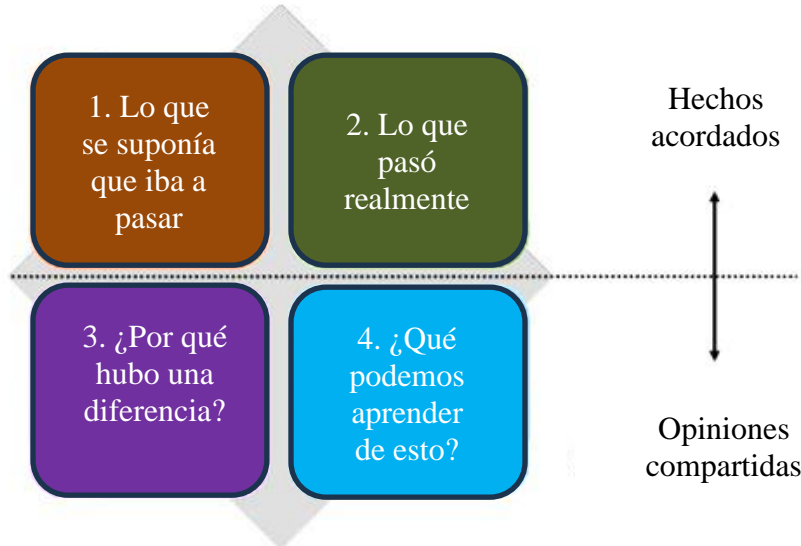 1. Lo que
se suponía
que iba a
pasar
2. Lo que
pasó
realmente
Hechos
acordados
3. ¿Por qué
hubo una
diferencia?
4. ¿Qué
podemos
aprender
de esto?
Opiniones
compartidas